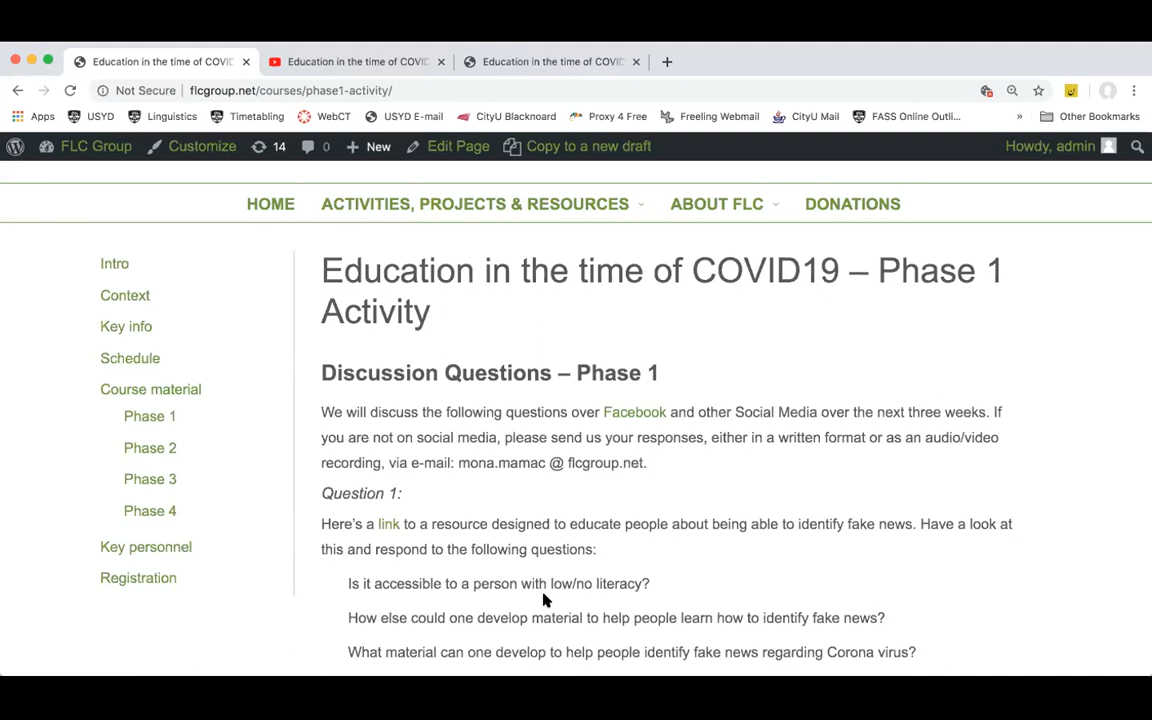 Education in the time of COVI
Education in the time of COVID
Education in the time of COVID
Not Secure | flcgroup.net/courses/phase1-activity/
Apps USYD Linguistics Timetabling WebCT USYD E-mail CityU Blackboard Proxy 4 Free Freeling Webmail CityU Mail FASS Online Outli... » Other Bookmarks
FLC Group Customize 14 0 New Edit Page Copy to a new draft Howdy, admin
HOME ACTIVITIES, PROJECTS & RESOURCES ABOUT FLC DONATIONS
Intro
Context
Key info
Schedule
Course material
Phase 1
Phase 2
Phase 3
Phase 4
Key personnel
Registration
Education in the time of COVID19 – Phase 1
Activity
Discussion Questions – Phase 1
We will discuss the following questions over Facebook and other Social Media over the next three weeks. If
you are not on social media, please send us your responses, either in a written format or as an audio/video
recording, via e-mail: mona.mamac @ flcgroup.net.
Question 1:
Here's a link to a resource designed to educate people about being able to identify fake news. Have a look at
this and respond to the following questions:
Is it accessible to a person with low/no literacy?
How else could one develop material to help people learn how to identify fake news?
What material can one develop to help people identify fake news regarding Corona virus?